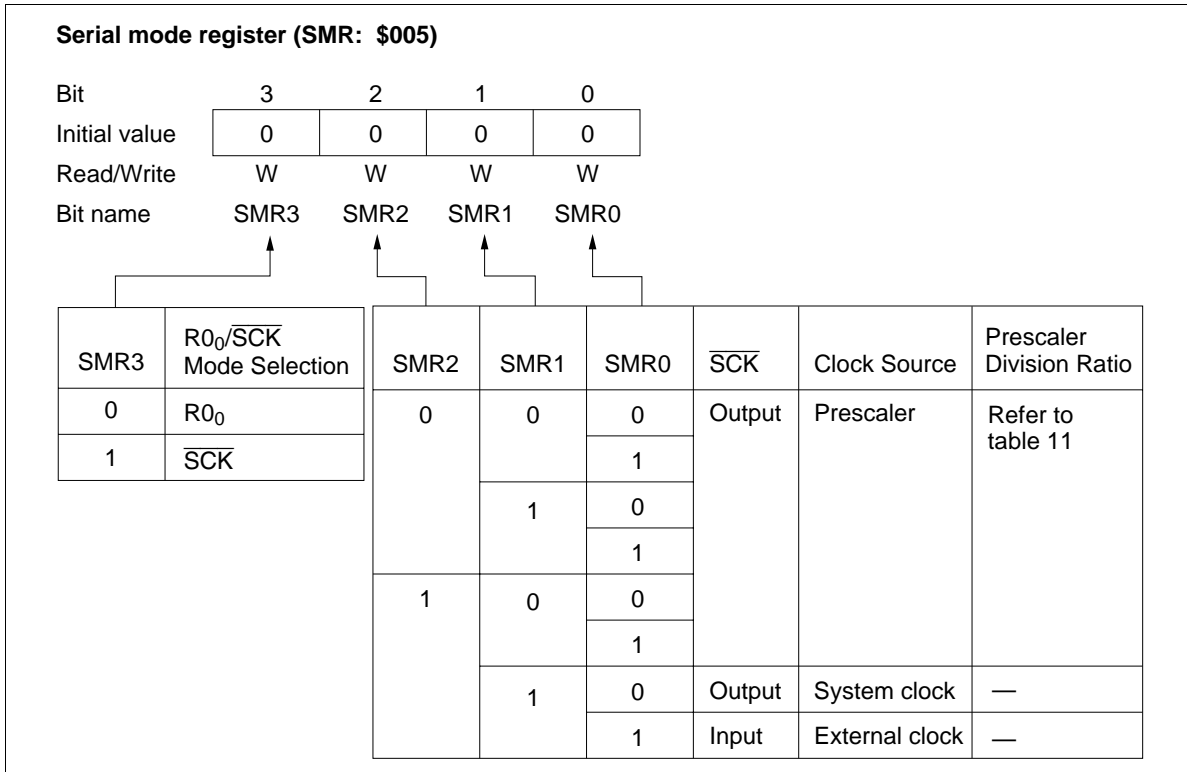 Serial mode register (SMR: $005)
Bit 3 2 1 0
Initial value 0 0 0 0
Read/Write W W W W
Bit name SMR3 SMR2 SMR1 SMR0
SMR3 R0₀/S̅C̅K̅ Mode Selection
0 R0₀
1 S̅C̅K̅
SMR2 SMR1 SMR0 S̅C̅K̅ Clock Source Prescaler Division Ratio
0 0 0 Output Prescaler Refer to table 11
1
1 0
1
1 0 0
1
1 0 Output System clock —
1 Input External clock —